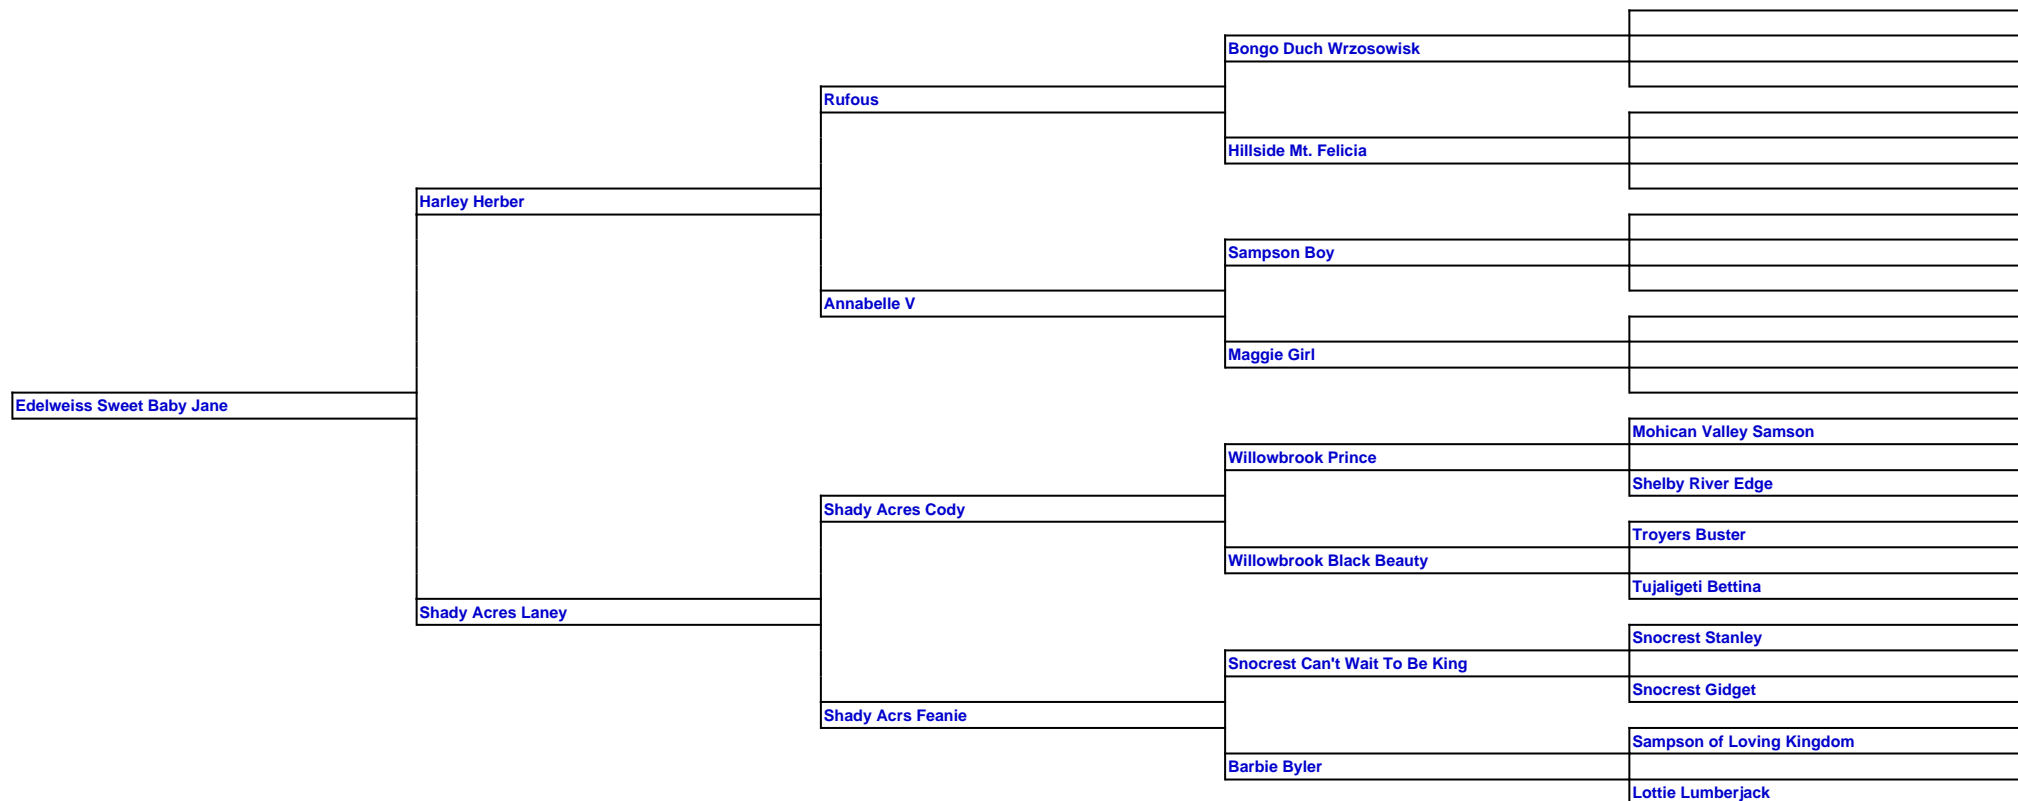 Bongo Duch Wrzosowisk
Rufous
Hillside Mt. Felicia
Harley Herber
Sampson Boy
Annabelle V
Maggie Girl
Edelweiss Sweet Baby Jane
Mohican Valley Samson
Willowbrook Prince
Shelby River Edge
Shady Acres Cody
Troyers Buster
Willowbrook Black Beauty
Tujaligeti Bettina
Shady Acres Laney
Snocrest Stanley
Snocrest Can't Wait To Be King
Snocrest Gidget
Shady Acrs Feanie
Sampson of Loving Kingdom
Barbie Byler
Lottie Lumberjack